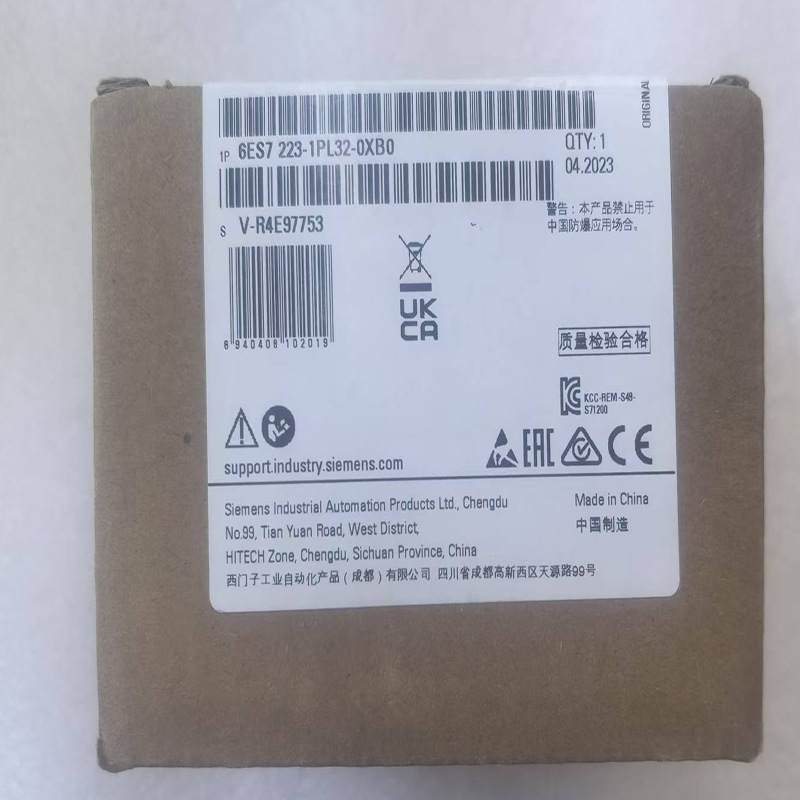 ORIGINAL
1P 6ES7 223-1PL32-0XB0
QTY: 1
04.2023
S V-R4E97753
警告：本产品禁止用于
中国防爆应用场合。
6940408102019
UK
CA
质量检验合格
KCC-REM-S49-
S71200
EAC
CE
support.industry.siemens.com
Siemens Industrial Automation Products Ltd., Chengdu
No.99, Tian Yuan Road, West District,
HITECH Zone, Chengdu, Sichuan Province, China
Made in China
中国制造
西门子工业自动化产品（成都）有限公司 四川省成都高新西区天源路99号